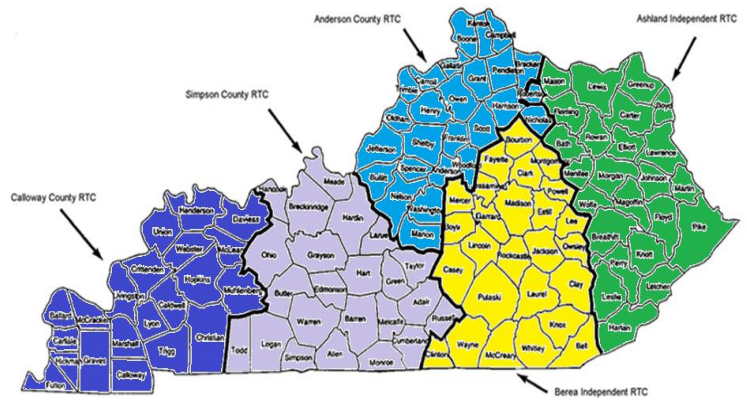 Anderson County RTC
Ashland Independent RTC
Simpson County RTC
Calloway County RTC
Berea Independent RTC
Kenton
Boone
Campbell
Gallatin
Carroll
Grant
Pendleton
Bracken
Trimble
Owen
Robertson
Henry
Harrison
Oldham
Nicholas
Scott
Franklin
Jefferson
Shelby
Woodford
Spencer
Anderson
Bullitt
Nelson
Washington
Marion
Mason
Lewis
Greenup
Boyd
Fleming
Carter
Rowan
Bath
Elliott
Lawrence
Menifee
Morgan
Johnson
Martin
Wolfe
Magoffin
Floyd
Pike
Breathitt
Knott
Perry
Letcher
Leslie
Harlan
Bourbon
Fayette
Montgom
Clark
Jessamine
Powell
Mercer
Madison
Estill
Garrard
Lee
Boyle
Lincoln
Jackson
Owsley
Rockcastle
Casey
Clay
Pulaski
Laurel
Knox
Wayne
Whitley
Bell
Clinton
McCreary
Hancock
Meade
Breckinridge
Hardin
Larue
Ohio
Grayson
Hart
Taylor
Green
Edmonson
Butler
Adair
Warren
Barren
Metcalfe
Russell
Cumberland
Todd
Logan
Simpson
Allen
Monroe
Henderson
Daviess
Union
Webster
McLean
Crittenden
Hopkins
Muhlenberg
Livingston
Caldwell
Ballard
McCracken
Lyon
Christian
Carlisle
Marshall
Graves
Trigg
Hickman
Calloway
Fulton